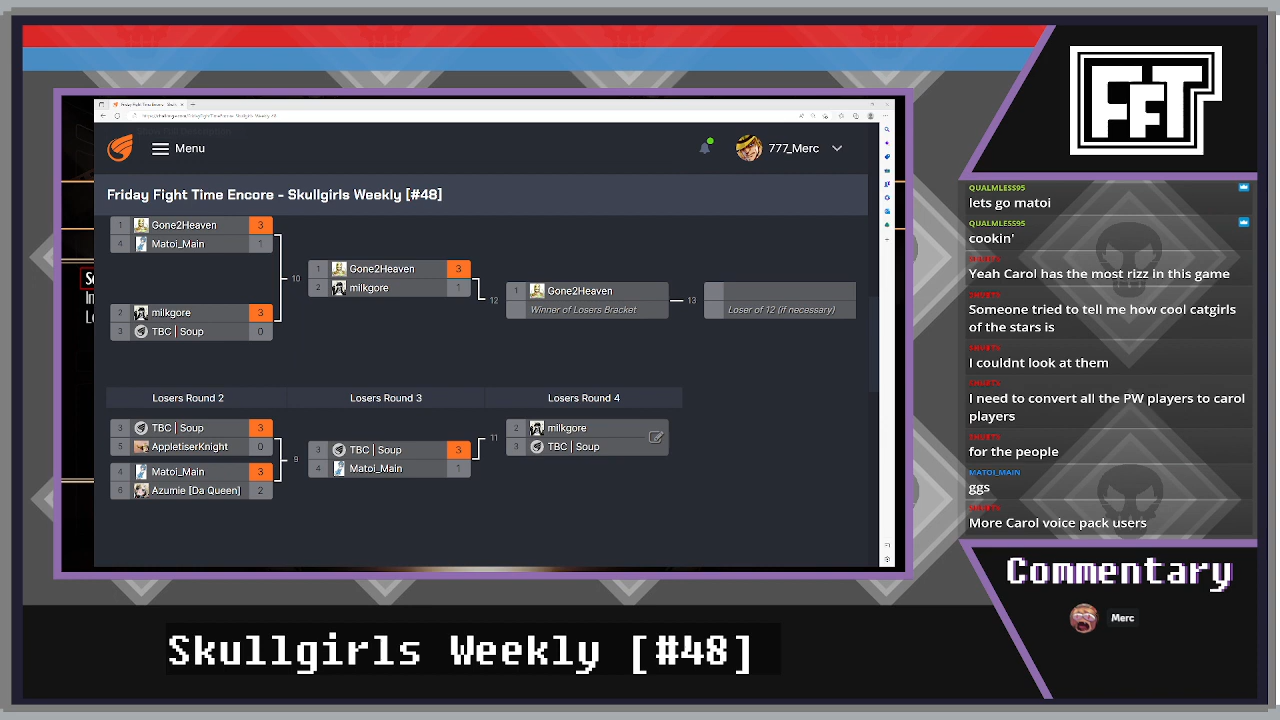 FFT
Friday Fight Time Encore - Skull
Menu
777_Merc
Friday Fight Time Encore - Skullgirls Weekly [#48]
1 Gone2Heaven 3
4 Matoi_Main 1
10
milkgore 3
3 TBC | Soup 0
1 Gone2Heaven 3
2 milkgore 1
12
1 Gone2Heaven
Winner of Losers Bracket
13
Loser of 12 (if necessary)
Losers Round 2
Losers Round 3
Losers Round 4
3 TBC | Soup 3
5 AppletiserKnight 0
4 Matoi_Main 3
6 Azumie [Da Queen] 2
9
3 TBC | Soup 3
4 Matoi_Main 1
11
2 milkgore
3 TBC | Soup
QUALMLESS95
lets go matoi
QUALMLESS95
cookin'
Yeah Carol has the most rizz in this game
Someone tried to tell me how cool catgirls
of the stars is
I couldnt look at them
I need to convert all the PW players to carol
players
for the people
MATOI_MAIN
ggs
More Carol voice pack users
Commentary
Merc
Skullgirls Weekly [#48]